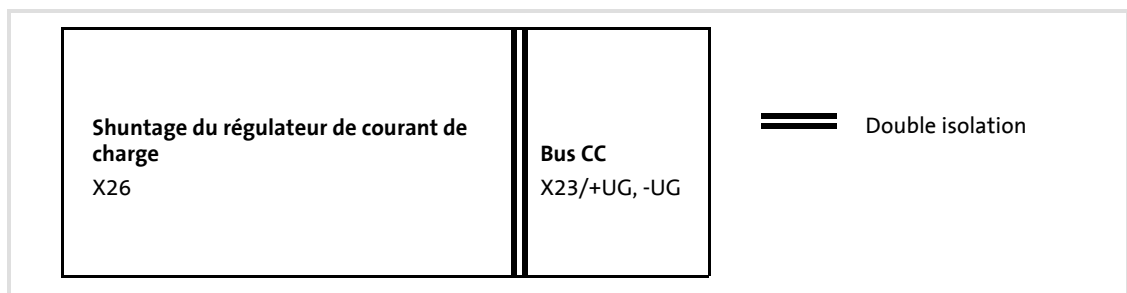 Shuntage du régulateur de courant de
charge
X26
Bus CC
X23/+UG, -UG
Double isolation